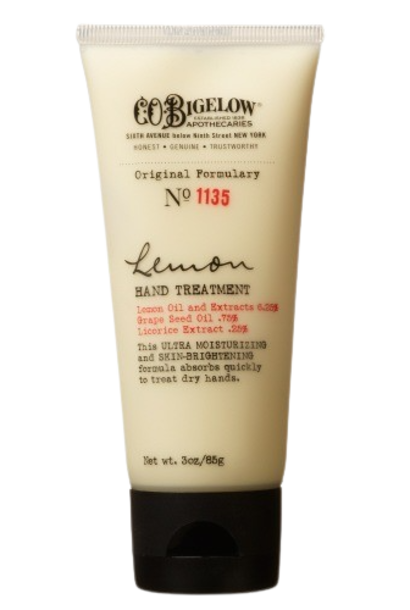 C.O. BIGELOW®
ESTABLISHED 1838
APOTHECARIES
SIXTH AVENUE below Ninth Street NEW YORK
HONEST • GENUINE • TRUSTWORTHY
Original Formulary
Nº 1135
Lemon
HAND TREATMENT
Lemon Oil and Extracts 6.25%
Grape Seed Oil .75%
Licorice Extract .25%
This ULTRA MOISTURIZING
and SKIN-BRIGHTENING
formula absorbs quickly
to treat dry hands.
Net wt. 3oz/85g